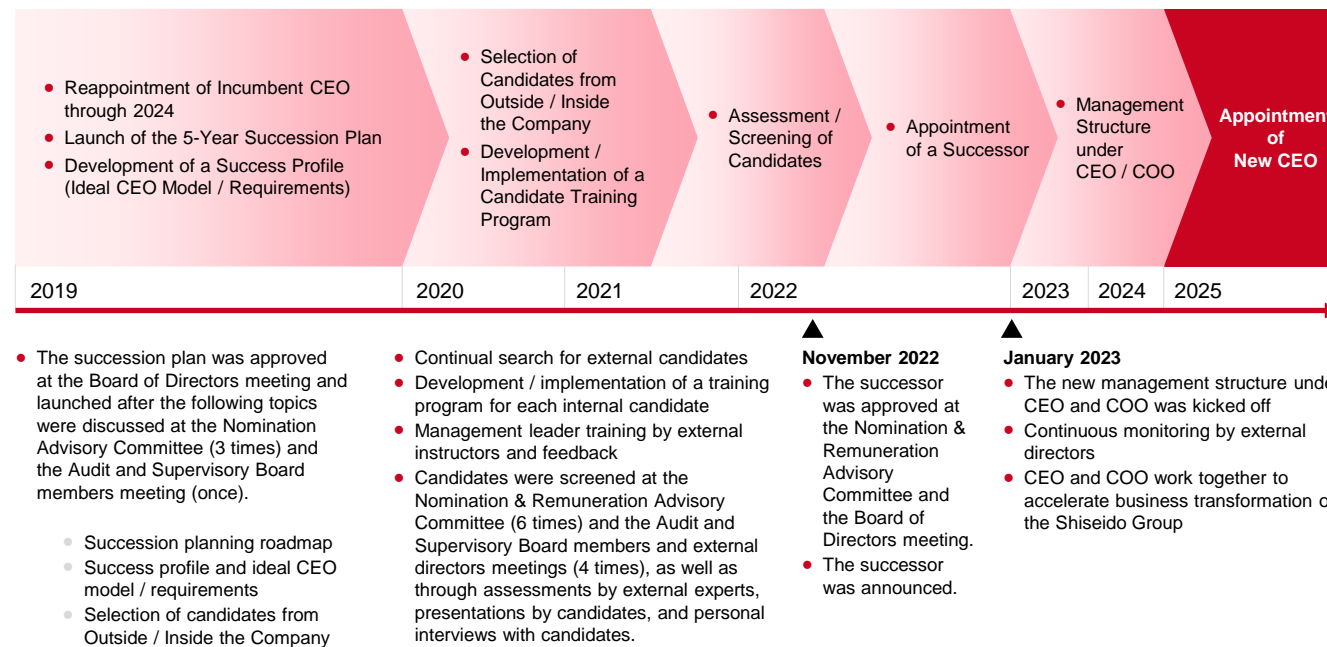 ● Reappointment of Incumbent CEO
through 2024
● Launch of the 5-Year Succession Plan
● Development of a Success Profile
(Ideal CEO Model / Requirements)
● Selection of
Candidates from
Outside / Inside
the Company
● Development /
Implementation of a
Candidate Training
Program
● Assessment /
Screening of
Candidates
● Appointment
of a Successor
● Management
Structure
under
CEO / COO
Appointment
of
New CEO
2019
2020
2021
2022
2023
2024
2025
● The succession plan was approved
at the Board of Directors meeting and
launched after the following topics
were discussed at the Nomination
Advisory Committee (3 times) and
the Audit and Supervisory Board
members meeting (once).
● Succession planning roadmap
● Success profile and ideal CEO
model / requirements
● Selection of candidates from
Outside / Inside the Company
● Continual search for external candidates
● Development / implementation of a training
program for each internal candidate
● Management leader training by external
instructors and feedback
● Candidates were screened at the
Nomination & Remuneration Advisory
Committee (6 times) and the Audit and
Supervisory Board members and external
directors meetings (4 times), as well as
through assessments by external experts,
presentations by candidates, and personal
interviews with candidates.
November 2022
● The successor
was approved at
the Nomination &
Remuneration
Advisory
Committee and
the Board of
Directors meeting.
● The successor
was announced.
January 2023
● The new management structure unde
CEO and COO was kicked off
● Continuous monitoring by external
directors
● CEO and COO work together to
accelerate business transformation o
the Shiseido Group